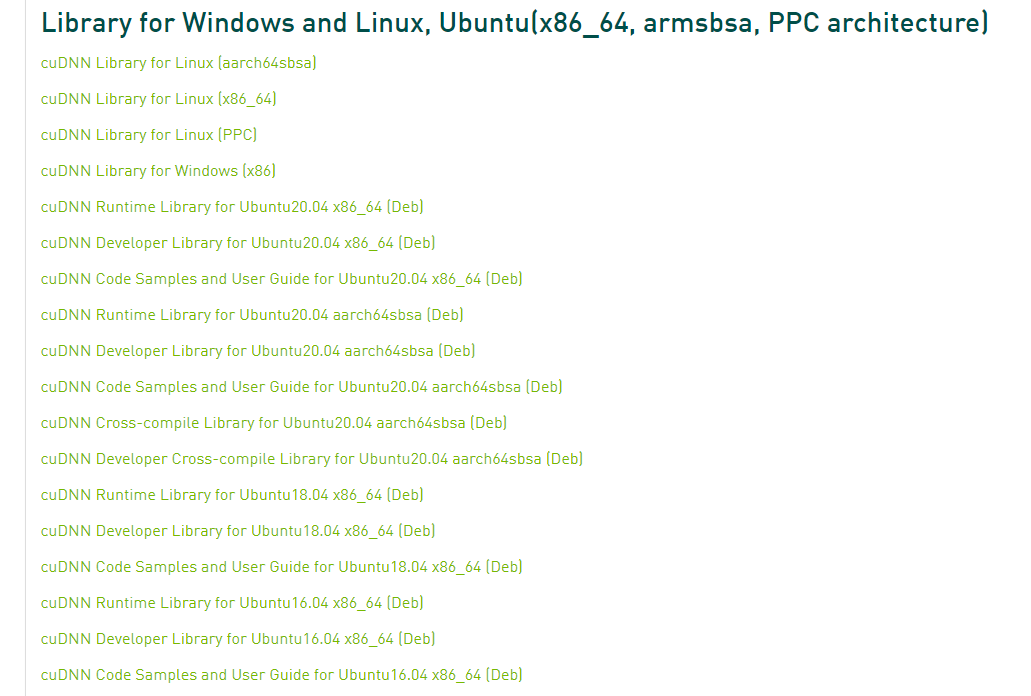 Library for Windows and Linux, Ubuntu(x86_64, armsbsa, PPC architecture)
cuDNN Library for Linux (aarch64sbsa)
cuDNN Library for Linux (x86_64)
cuDNN Library for Linux (PPC)
cuDNN Library for Windows (x86)
cuDNN Runtime Library for Ubuntu20.04 x86_64 (Deb)
cuDNN Developer Library for Ubuntu20.04 x86_64 (Deb)
cuDNN Code Samples and User Guide for Ubuntu20.04 x86_64 (Deb)
cuDNN Runtime Library for Ubuntu20.04 aarch64sbsa (Deb)
cuDNN Developer Library for Ubuntu20.04 aarch64sbsa (Deb)
cuDNN Code Samples and User Guide for Ubuntu20.04 aarch64sbsa (Deb)
cuDNN Cross-compile Library for Ubuntu20.04 aarch64sbsa (Deb)
cuDNN Developer Cross-compile Library for Ubuntu20.04 aarch64sbsa (Deb)
cuDNN Runtime Library for Ubuntu18.04 x86_64 (Deb)
cuDNN Developer Library for Ubuntu18.04 x86_64 (Deb)
cuDNN Code Samples and User Guide for Ubuntu18.04 x86_64 (Deb)
cuDNN Runtime Library for Ubuntu16.04 x86_64 (Deb)
cuDNN Developer Library for Ubuntu16.04 x86_64 (Deb)
cuDNN Code Samples and User Guide for Ubuntu16.04 x86_64 (Deb)